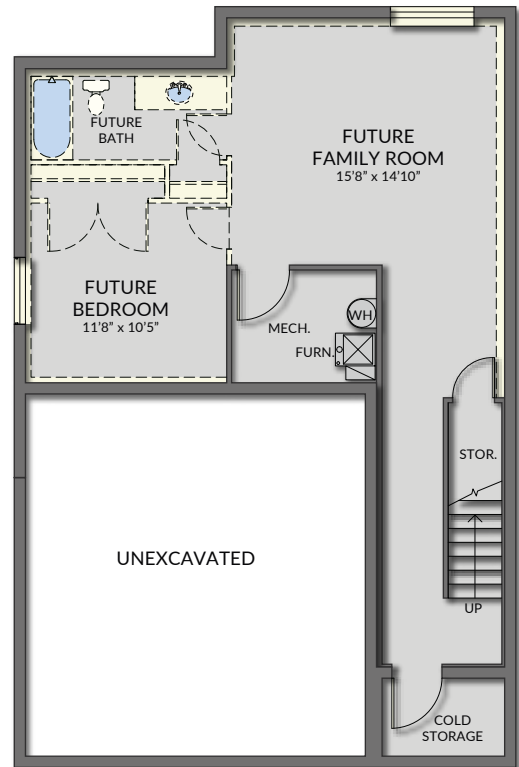 FUTURE
BATH
FUTURE
FAMILY ROOM
15'8" x 14'10"
FUTURE
BEDROOM
11'8" x 10'5"
MECH.
WH
FURN.
STOR.
UNEXCAVATED
UP
COLD
STORAGE